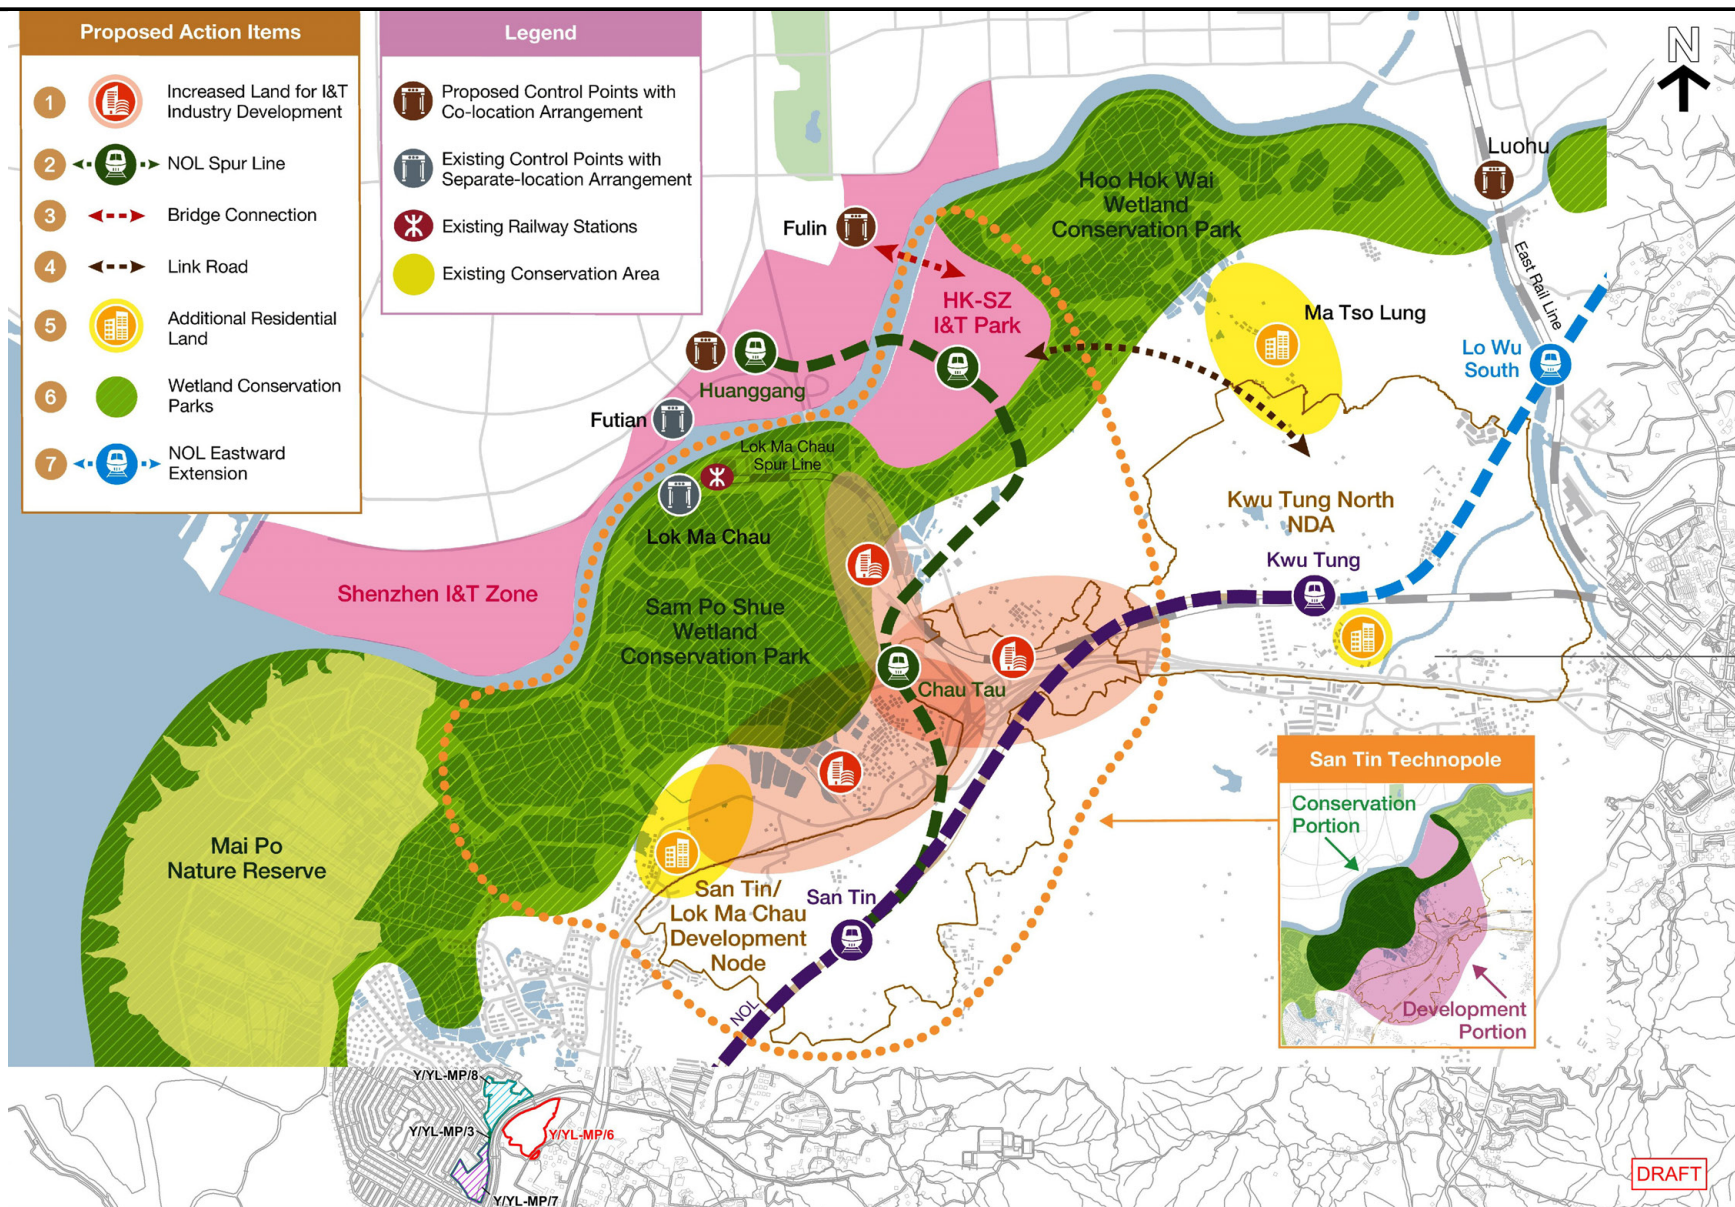 Proposed Action Items
1
Increased Land for I&T
Industry Development
2
NOL Spur Line
3
Bridge Connection
4
Link Road
5
Additional Residential
Land
6
Wetland Conservation
Parks
7
NOL Eastward
Extension
Legend
Proposed Control Points with
Co-location Arrangement
Existing Control Points with
Separate-location Arrangement
Existing Railway Stations
Existing Conservation Area
N
Luohu
Hoo Hok Wai
Wetland
Conservation Park
Fulin
East Rail Line
HK-SZ
I&T Park
Ma Tso Lung
Lo Wu
South
Huanggang
Futian
Lok Ma Chau
Spur Line
Lok Ma Chau
Kwu Tung North
NDA
Kwu Tung
Shenzhen I&T Zone
Sam Po Shue
Wetland
Conservation Park
Chau Tau
San Tin Technopole
Conservation
Portion
Development
Portion
Mai Po
Nature Reserve
San Tin/
Lok Ma Chau
Development
Node
San Tin
NOL
Y/YL-MP/8
Y/YL-MP/3
Y/YL-MP/6
Y/YL-MP/7
DRAFT